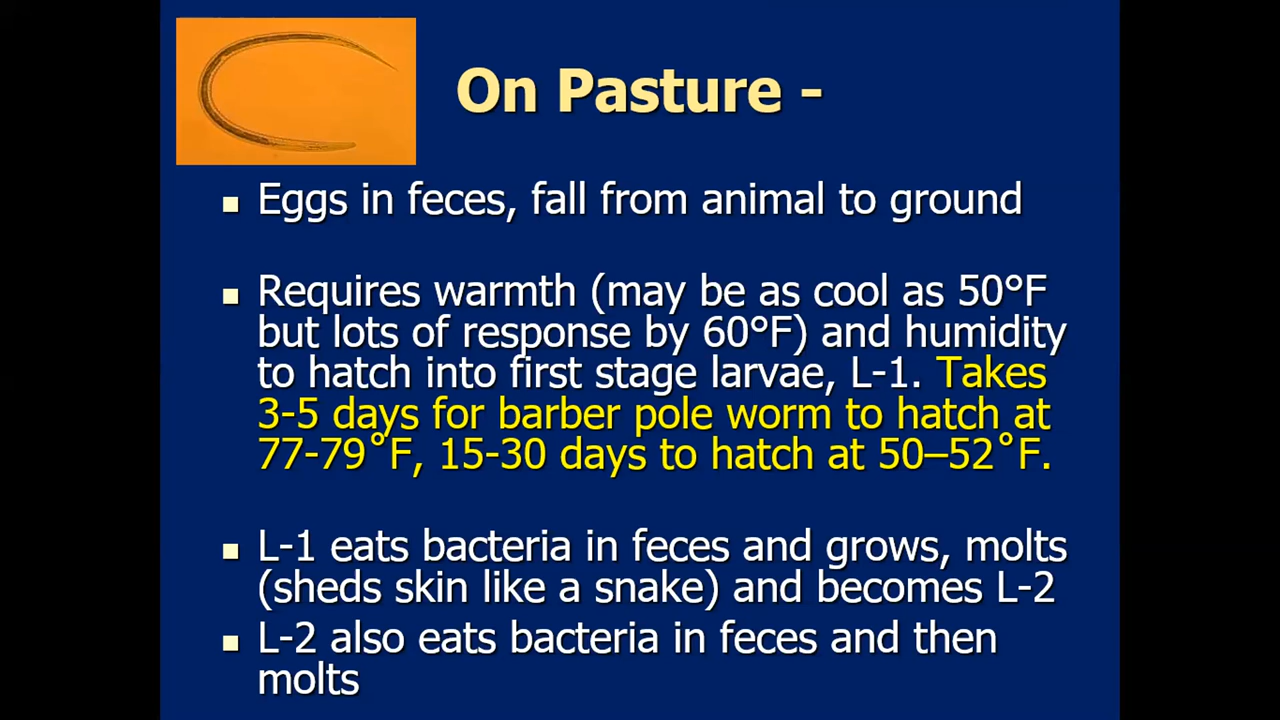 On Pasture -
▪ Eggs in feces, fall from animal to ground
▪ Requires warmth (may be as cool as 50°F
but lots of response by 60°F) and humidity
to hatch into first stage larvae, L-1. Takes
3-5 days for barber pole worm to hatch at
77-79˚F, 15-30 days to hatch at 50–52˚F.
▪ L-1 eats bacteria in feces and grows, molts
(sheds skin like a snake) and becomes L-2
▪ L-2 also eats bacteria in feces and then
molts